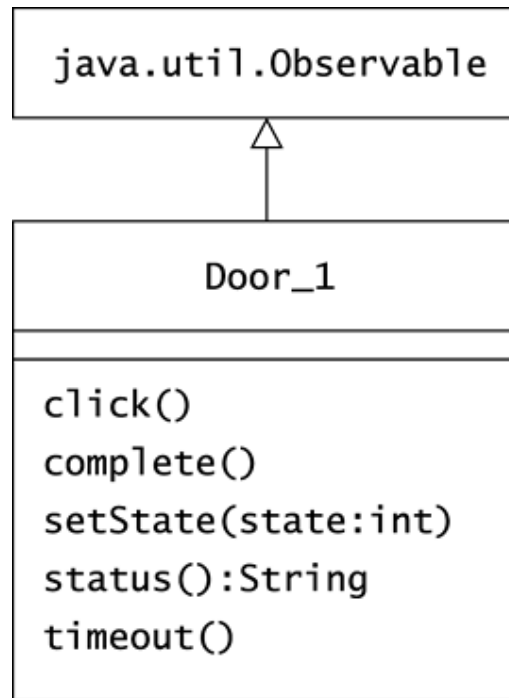 java.util.Observable
Door_1
click()
complete()
setState(state:int)
status():String
timeout()